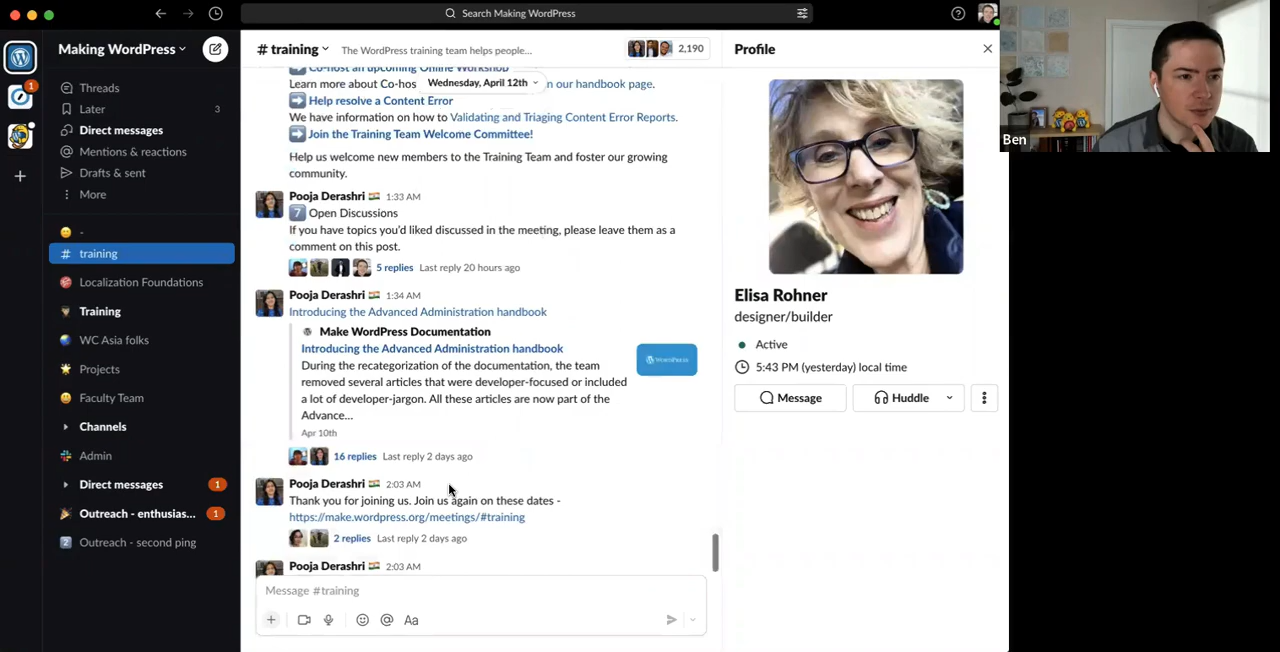 Search Making WordPress
Making WordPress
# training
The WordPress training team helps people...
2,190
Profile
Ben
1
Threads
Later 3
Direct messages
Mentions & reactions
Drafts & sent
More
-
# training
Localization Foundations
Training
WC Asia folks
Projects
Faculty Team
Channels
Admin
Direct messages 1
Outreach - enthusias... 1
Outreach - second ping
Co-host an upcoming Online Workshop
Wednesday, April 12th
Learn more about Co-hos n our handbook page.
Help resolve a Content Error
We have information on how to Validating and Triaging Content Error Reports.
Join the Training Team Welcome Committee!
Help us welcome new members to the Training Team and foster our growing
community.
Pooja Derashri 1:33 AM
7 Open Discussions
If you have topics you'd liked discussed in the meeting, please leave them as a
comment on this post.
5 replies Last reply 20 hours ago
Pooja Derashri 1:34 AM
Introducing the Advanced Administration handbook
Make WordPress Documentation
Introducing the Advanced Administration handbook
During the recategorization of the documentation, the team
removed several articles that were developer-focused or included
a lot of developer-jargon. All these articles are now part of the
Advance...
WordPress
Apr 10th
16 replies Last reply 2 days ago
Pooja Derashri 2:03 AM
Thank you for joining us. Join us again on these dates -
https://make.wordpress.org/meetings/#training
2 replies Last reply 2 days ago
Pooja Derashri 2:03 AM
Message #training
Aa
Elisa Rohner
designer/builder
Active
5:43 PM (yesterday) local time
Message
Huddle